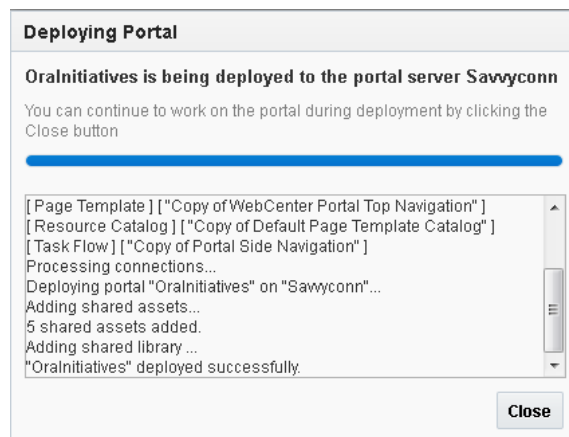 Deploying Portal
OraInitiatives is being deployed to the portal server Savvyconn
You can continue to work on the portal during deployment by clicking the
Close button
[ Page Template ] ["Copy of WebCenter Portal Top Navigation" ]
[ Resource Catalog ] ["Copy of Default Page Template Catalog" ]
[ Task Flow ] ["Copy of Portal Side Navigation" ]
Processing connections...
Deploying portal "OraInitiatives" on "Savvyconn"...
Adding shared assets...
5 shared assets added.
Adding shared library ...
"OraInitiatives" deployed successfully.
Close